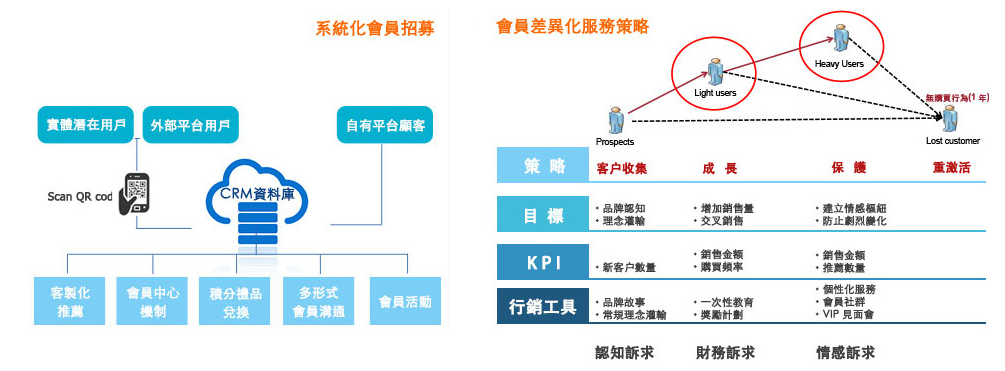 系統化會員招募
實體潛在用戶
外部平台用戶
自有平台顧客
Scan QR cod
CRM資料庫
客製化
推薦
會員中心
機制
積分禮品
兌換
多形式
會員溝通
會員活動
會員差異化服務策略
Heavy Users
Light users
無購買行為(1 年)
Prospects
Lost customer
策 略
客户收集
成 長
保 護
重激活
目 標
・品牌認知
・理念灌輸
・增加銷售量
・交叉銷售
・建立情感樞紐
・防止劇烈變化
KPI
・新客户數量
・銷售金額
・購買頻率
・銷售金額
・推薦數量
行銷工具
・品牌故事
・常規理念灌輸
・一次性教育
・獎勵計劃
・個性化服務
・會員社群
・VIP 見面會
認知訴求
財務訴求
情感訴求